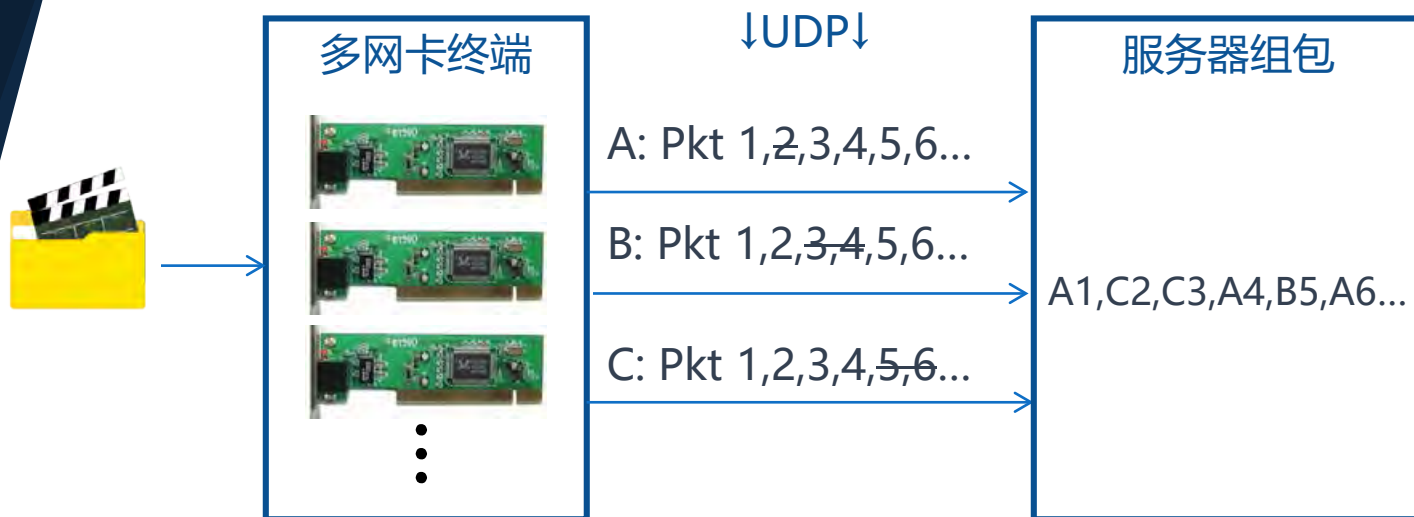 多网卡终端
↓UDP↓
服务器组包
A: Pkt 1,2,3,4,5,6...
B: Pkt 1,2,3,4,5,6...
C: Pkt 1,2,3,4,5,6...
A1,C2,C3,A4,B5,A6...